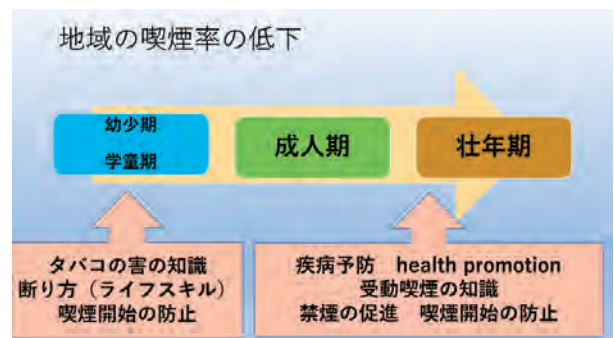 地域の喫煙率の低下
幼少期
学童期
成人期
壮年期
タバコの害の知識
断り方（ライフスキル）
喫煙開始の防止
疾病予防　health promotion
受動喫煙の知識
禁煙の促進　喫煙開始の防止